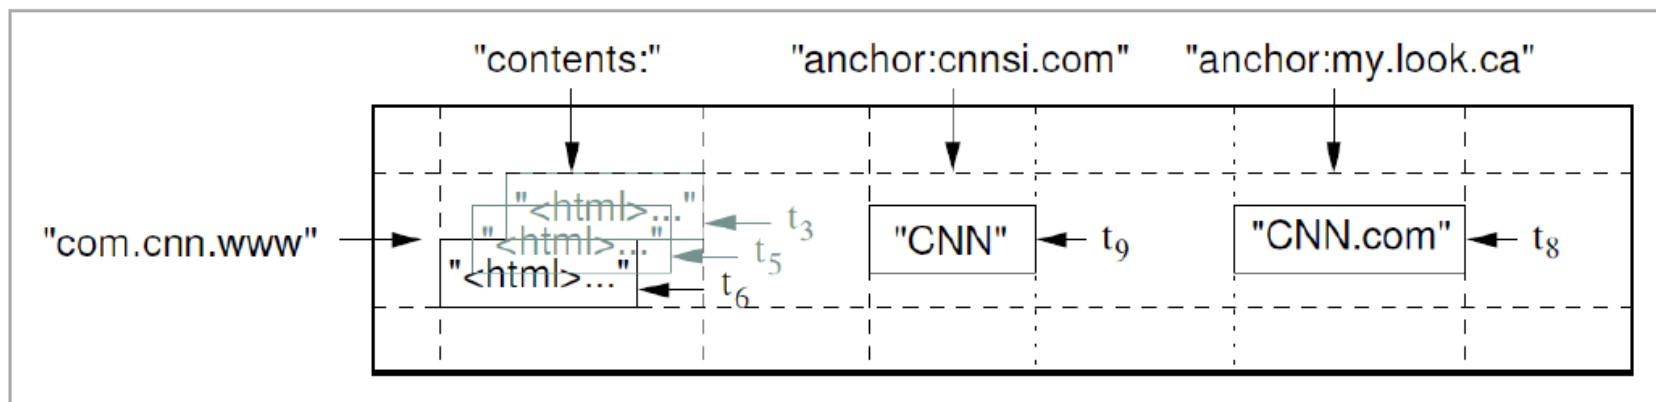 "contents:" "anchor:cnnsi.com" "anchor:my.look.ca"
"<html>..." t3
"com.cnn.www" "<html>..." "CNN" t9 "CNN.com" t8
t5
"<html>..." t6